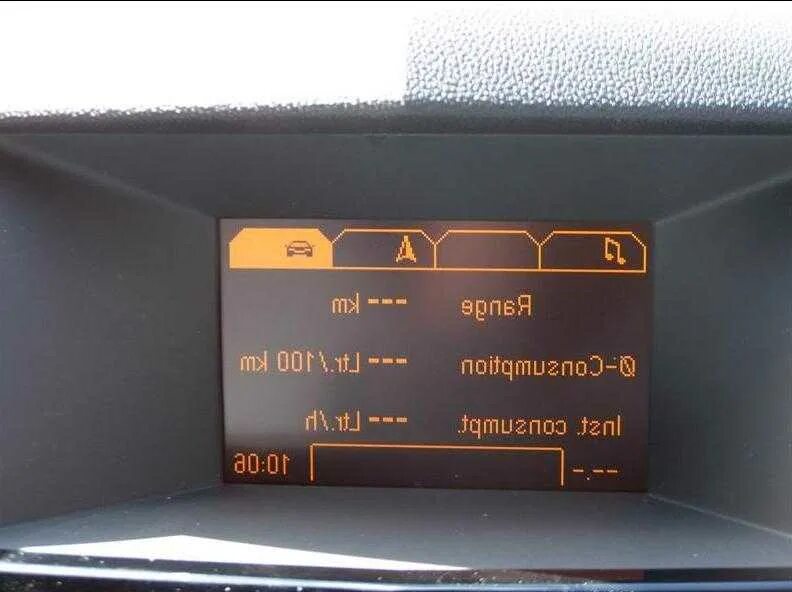 Range --- km
Ø-Consumption --- Ltr./100 km
Inst. consumpt. --- Ltr./h
--.- 10:06